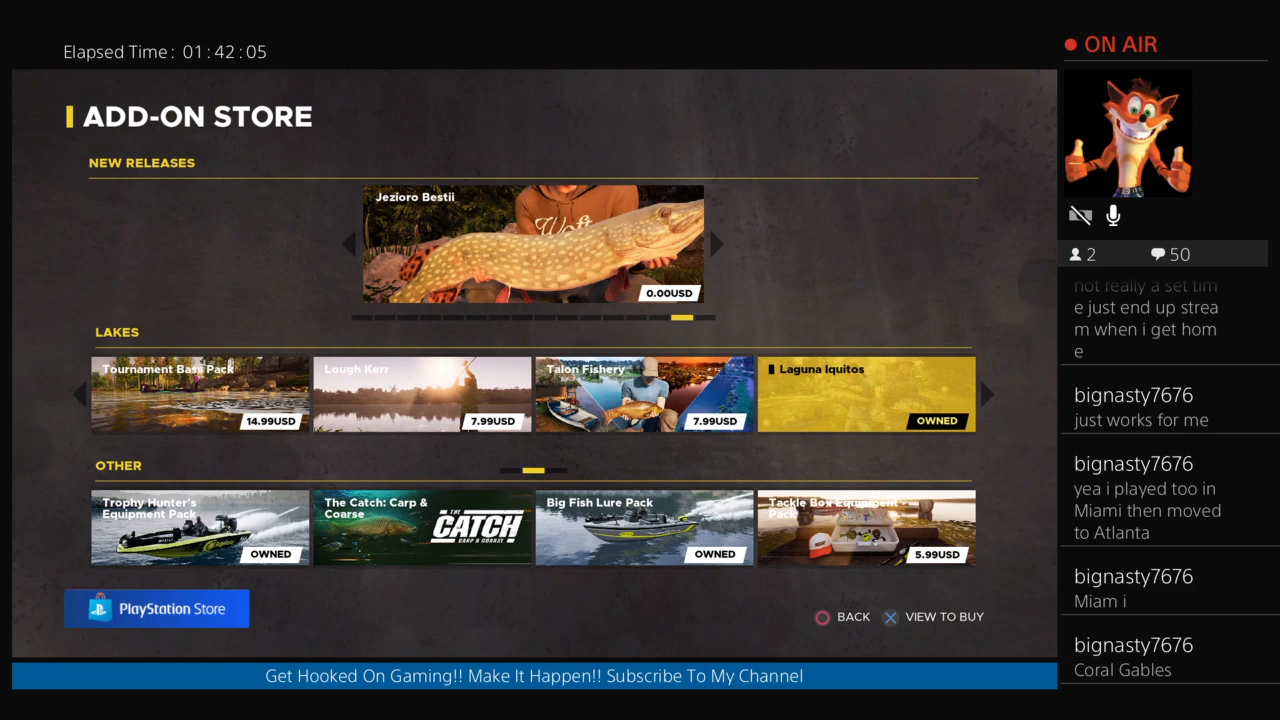 Elapsed Time: 01:42:05
ADD-ON STORE
NEW RELEASES
Jezioro Bestii
0.00USD
LAKES
Tournament Bass Pack
14.99USD
Lough Kerr
7.99USD
Talon Fishery
7.99USD
Laguna Iquitos
OWNED
OTHER
Trophy Hunter's
Equipment Pack
OWNED
The Catch: Carp &
Coarse
THE
CATCH
CARP & COARSE
Big Fish Lure Pack
OWNED
Tackle Box Equipment
Pack
5.99USD
PlayStation Store
BACK
VIEW TO BUY
Get Hooked On Gaming!! Make It Happen!! Subscribe To My Channel
ON AIR
2
50
not really a set tim
e just end up strea
m when i get hom
e
bignasty7676
just works for me
bignasty7676
yea i played too in
Miami then moved
to Atlanta
bignasty7676
Miam i
bignasty7676
Coral Gables